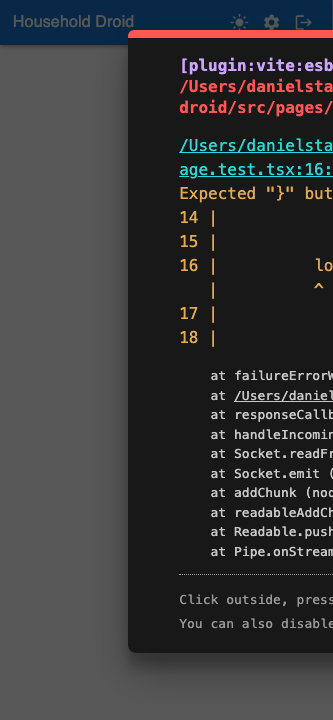 Household Droid
[plugin:vite:esb
/Users/danielsta
droid/src/pages/
/Users/danielsta
age.test.tsx:16:
Expected "}" but
14 |
15 |
16 | lo
| ^
17 |
18 |
at failureErrorW
at /Users/daniel
at responseCallb
at handleIncomin
at Socket.readFr
at Socket.emit (
at addChunk (nod
at readableAddCh
at Readable.push
at Pipe.onStream
Click outside, press
You can also disable